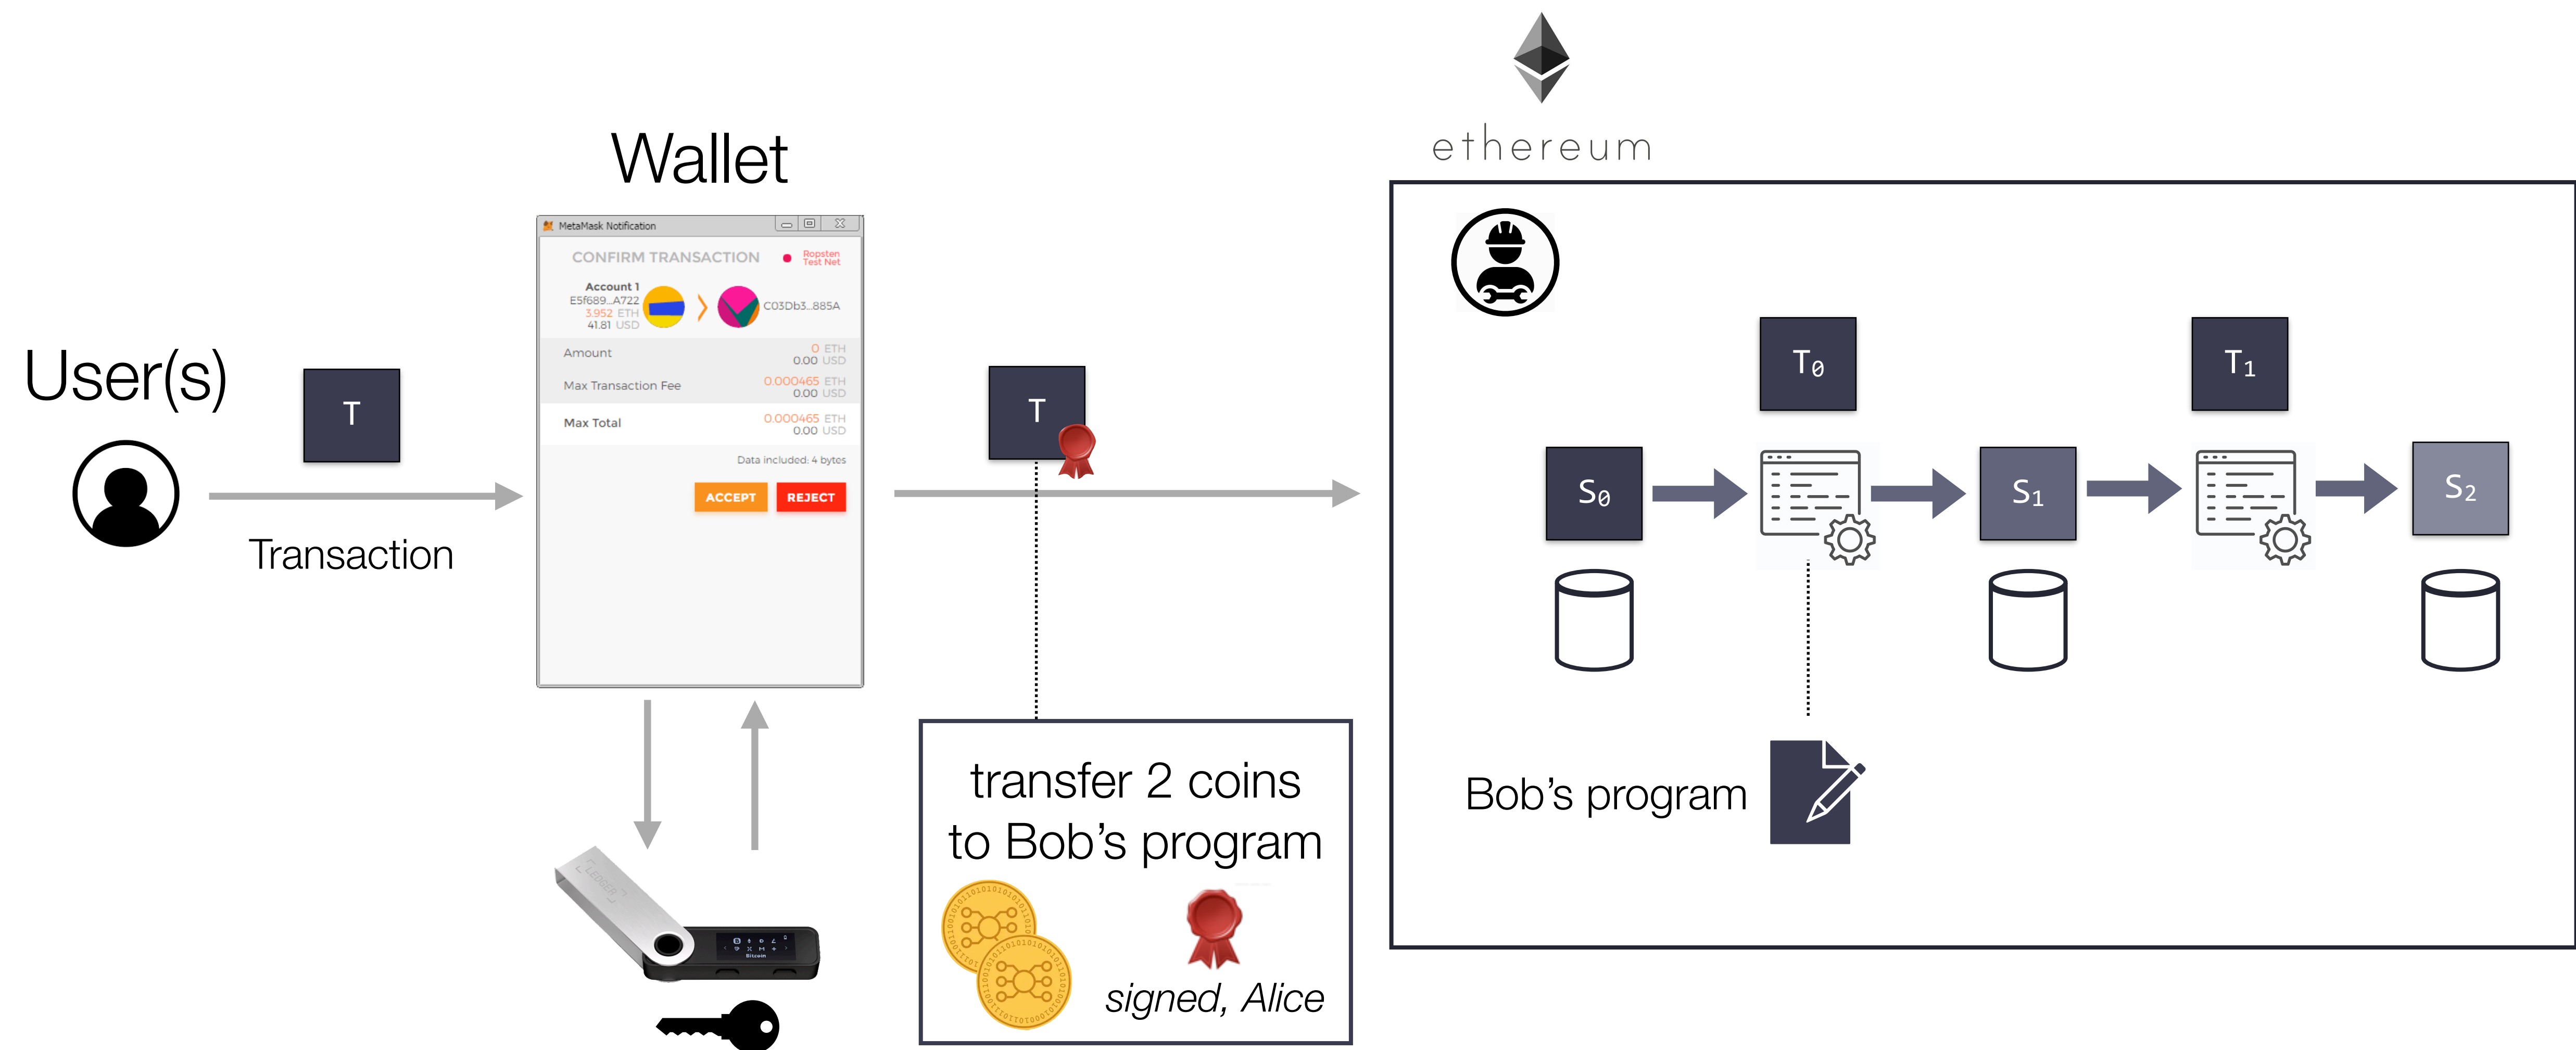 ethereum
Wallet
MetaMask Notification
CONFIRM TRANSACTION
Ropsten
Test Net
Account 1
E5f689...A722
3.952 ETH
41.81 USD
C03Db3...885A
Amount
0 ETH
0.00 USD
Max Transaction Fee
0.000465 ETH
0.00 USD
Max Total
0.000465 ETH
0.00 USD
Data included: 4 bytes
ACCEPT
REJECT
User(s)
T
Transaction
T
transfer 2 coins
to Bob's program
signed, Alice
LEDGER
Bitcoin
T₀
T₁
S₀
S₁
S₂
Bob's program